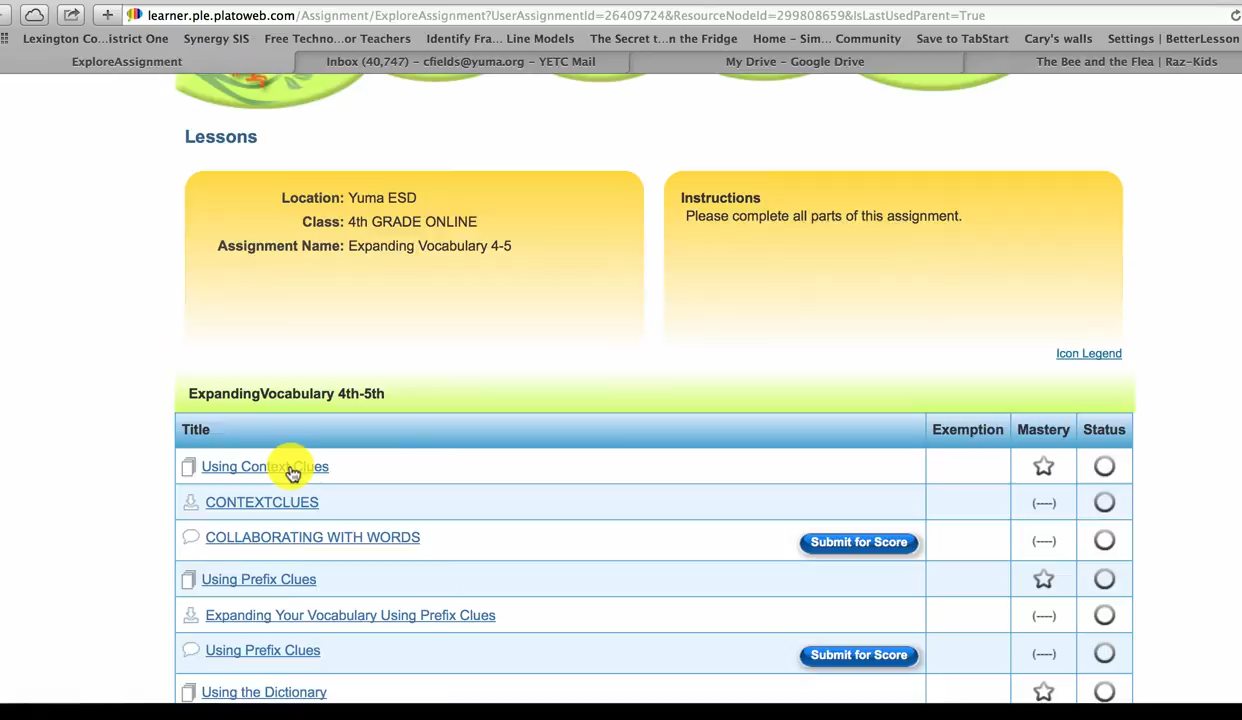 learner.ple.platoweb.com/Assignment/ExploreAssignment?UserAssignmentId=26409724&ResourceNodeId=299808659&IsLastUsedParent=True
Lexington Co...istrict One Synergy SIS Free Techno...or Teachers Identify Fra... Line Models The Secret t...n the Fridge Home - Sim... Community Save to TabStart Cary's walls Settings | BetterLesson
ExploreAssignment Inbox (40,747) - cfields@yuma.org - YETC Mail My Drive - Google Drive The Bee and the Flea | Raz-Kids
Lessons
Location: Yuma ESD
Class: 4th GRADE ONLINE
Assignment Name: Expanding Vocabulary 4-5
Instructions
Please complete all parts of this assignment.
Icon Legend
ExpandingVocabulary 4th-5th
Title Exemption Mastery Status
Using Context Clues
CONTEXTCLUES (----)
COLLABORATING WITH WORDS Submit for Score (----)
Using Prefix Clues
Expanding Your Vocabulary Using Prefix Clues (----)
Using Prefix Clues Submit for Score (----)
Using the Dictionary